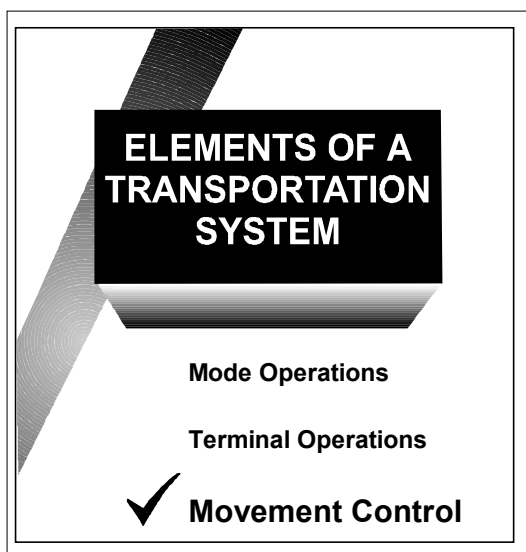 ELEMENTS OF A
TRANSPORTATION
SYSTEM
Mode Operations
Terminal Operations
Movement Control